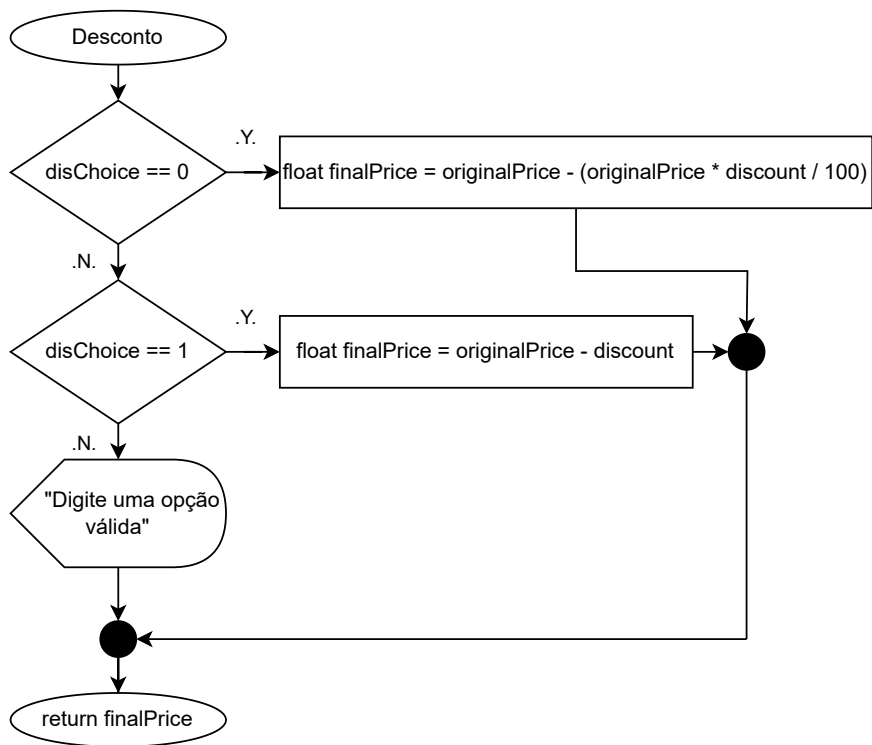 Desconto
.Y.
disChoice == 0
float finalPrice = originalPrice - (originalPrice * discount / 100)
.N.
.Y.
disChoice == 1
float finalPrice = originalPrice - discount
.N.
"Digite uma opção
válida"
return finalPrice